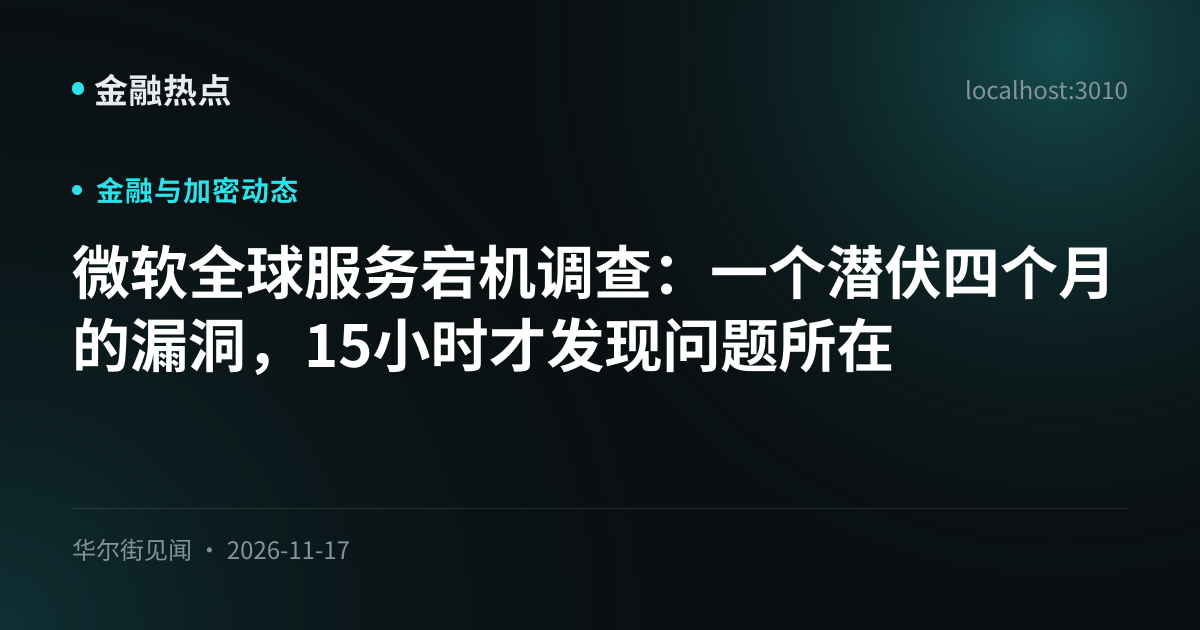 金融热点
localhost:3010
金融与加密动态
微软全球服务宕机调查：一个潜伏四个月
的漏洞，15小时才发现问题所在
华尔街见闻 · 2026-11-17